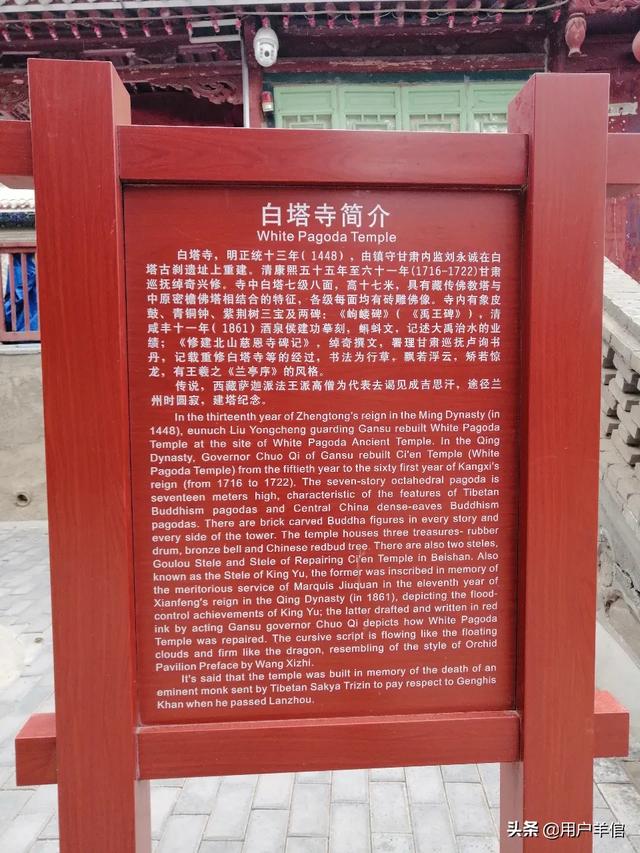 白塔寺简介
White Pagoda Temple
白塔寺，明正统十三年（1448），由镇守甘肃内监刘永诚在白
塔古刹遗址上重建。清康熙五十五年至六十一年(1716-1722)甘肃
巡抚绰奇修。寺中白塔七级八面，高十七米，具有藏传佛教塔与
中原密檐佛塔相结合的特征，各级每面均有砖雕佛像。寺内有象皮
鼓、青铜钟、紫荆树三宝及两碑：《岣嵝碑》（《禹王碑》），清
咸丰十一年（1861）酒泉侯建功摹刻，蝌蚪文，记述大禹治水的业
绩；《修建北山慈恩寺碑记》，绰奇撰文，署理甘肃巡抚卢询书
丹，记载重修白塔寺等的经过，书法为行草，飘若浮云，矫若惊
龙，有王羲之《兰亭序》的风格。
传说，西藏萨迦派法王派高僧为代表去谒见成吉思汗，途径兰
州时圆寂，建塔纪念。
In the thirteenth year of Zhengtong's reign in the Ming Dynasty (in
1448), eunuch Liu Yongcheng guarding Gansu rebuilt White Pagoda
Temple at the site of White Pagoda Ancient Temple. In the Qing
Dynasty, Governor Chuo Qi of Gansu rebuilt Ci'en Temple (White
Pagoda Temple) from the fiftieth year to the sixty first year of Kangxi's
reign (from 1716 to 1722). The seven-story octahedral pagoda is
seventeen meters high, characteristic of the features of Tibetan
Buddhism pagodas and Central China dense-eaves Buddhism
pagodas. There are brick carved Buddha figures in every story and
every side of the tower. The temple houses three treasures- rubber
drum, bronze bell and Chinese redbud tree. There are also two steles,
Goulou Stele and Stele of Repairing Ci'en Temple in Beishan. Also
known as the Stele of King Yu, the former was inscribed in memory of
the meritorious service of Marquis Jiuquan in the eleventh year of
Xianfeng's reign in the Qing Dynasty (in 1861), depicting the flood-
control achievements of King Yu; the latter drafted and written in red
ink by acting Gansu governor Chuo Qi depicts how White Pagoda
Temple was repaired. The cursive script is flowing like the floating
clouds and firm like the dragon, resembling of the style of Orchid
Pavilion Preface by Wang Xizhi.
It's said that the temple was built in memory of the death of an
eminent monk sent by Tibetan Sakya Trizin to pay respect to Genghis
Khan when he passed Lanzhou.
头条 @用户羊倌